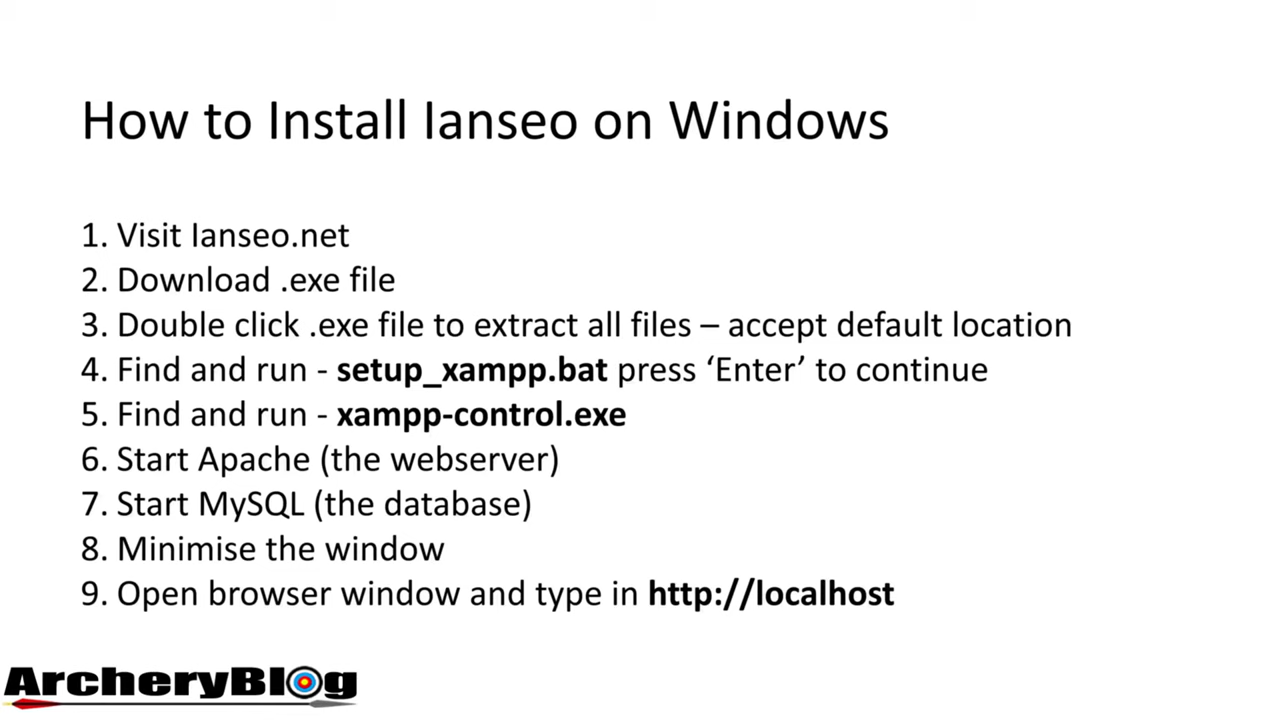 How to Install Ianseo on Windows
1. Visit Ianseo.net
2. Download .exe file
3. Double click .exe file to extract all files – accept default location
4. Find and run - setup_xampp.bat press ‘Enter’ to continue
5. Find and run - xampp-control.exe
6. Start Apache (the webserver)
7. Start MySQL (the database)
8. Minimise the window
9. Open browser window and type in http://localhost
ArcheryBlog